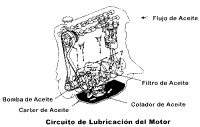 Flujo de Aceite
Filtro de Aceite
Bomba de Aceite
Colador de Aceite
Carter de Aceite
Circuito de Lubricación del Motor